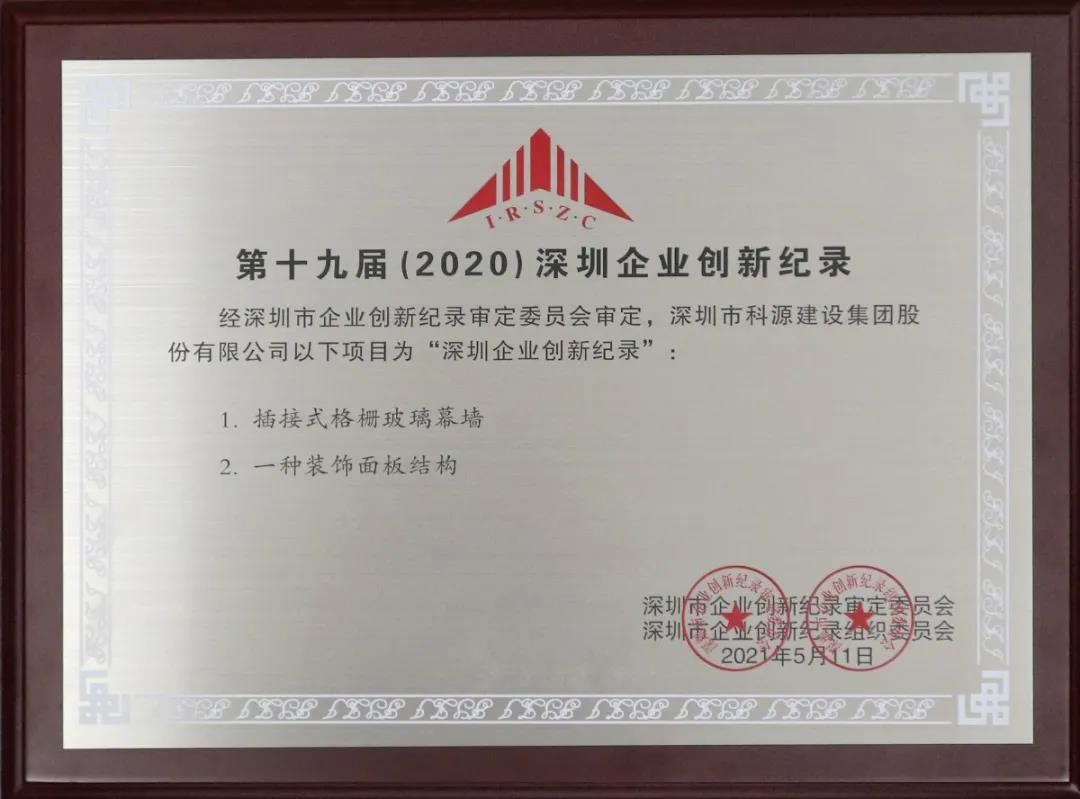 I·R·S·Z·C
第十九届(2020)深圳企业创新纪录
经深圳市企业创新纪录审定委员会审定，深圳市科源建设集团股
份有限公司以下项目为“深圳企业创新纪录”：
1. 插接式格栅玻璃幕墙
2. 一种装饰面板结构
深圳市企业创新纪录审定委员会
深圳市企业创新纪录组织委员会
2021年5月11日